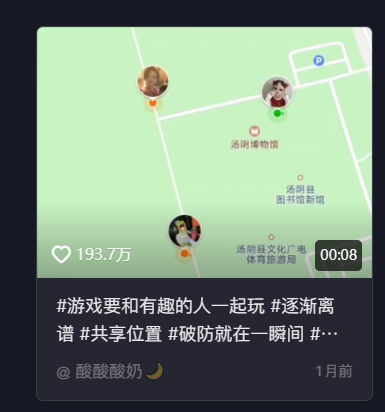 P
汤阴博物馆
汤阴县
图书馆新馆
汤阴县文化广电
体育旅游局
193.7万
00:08
#游戏要和有趣的人一起玩 #逐渐离
谱 #共享位置 #破防就在一瞬间 #…
@ 酸酸酸奶🌙
1月前